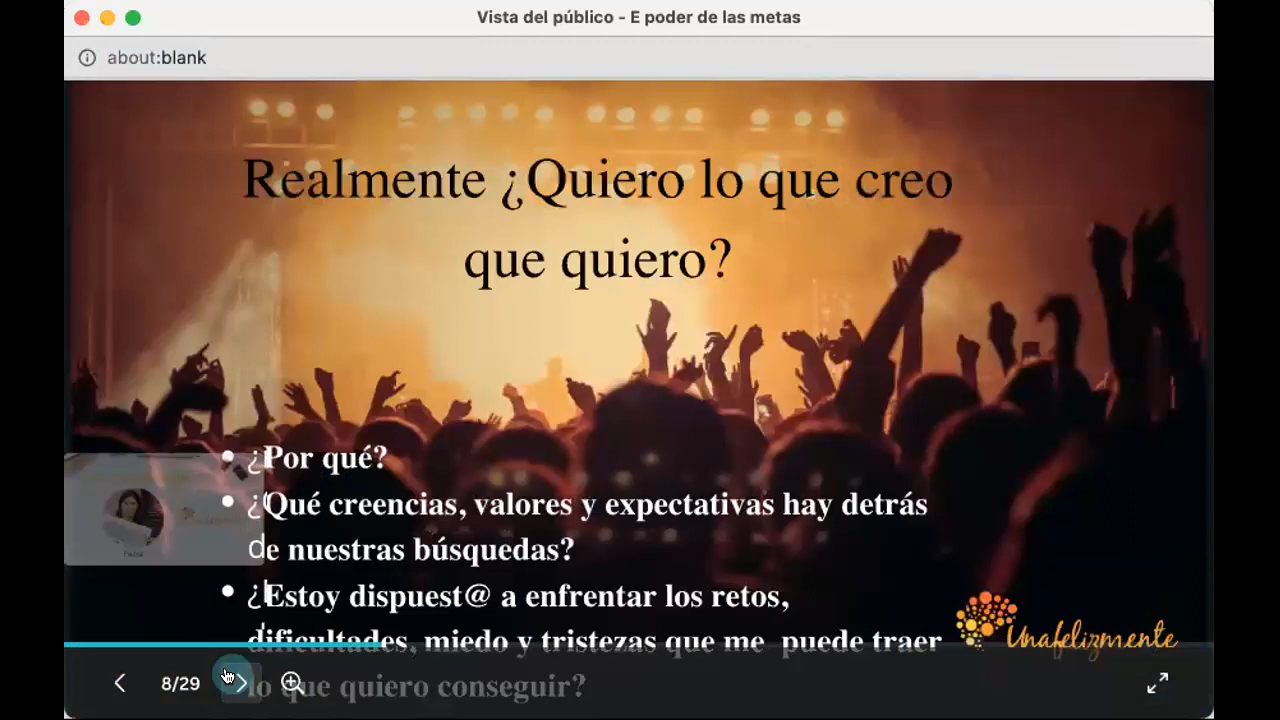 Vista del público - E poder de las metas
about:blank
Realmente ¿Quiero lo que creo
que quiero?
• ¿Por qué?
• ¿Qué creencias, valores y expectativas hay detrás
de nuestras búsquedas?
• ¿Estoy dispuest@ a enfrentar los retos,
dificultades, miedo y tristezas que me puede traer
lo que quiero conseguir?
Unafelizmente
8/29